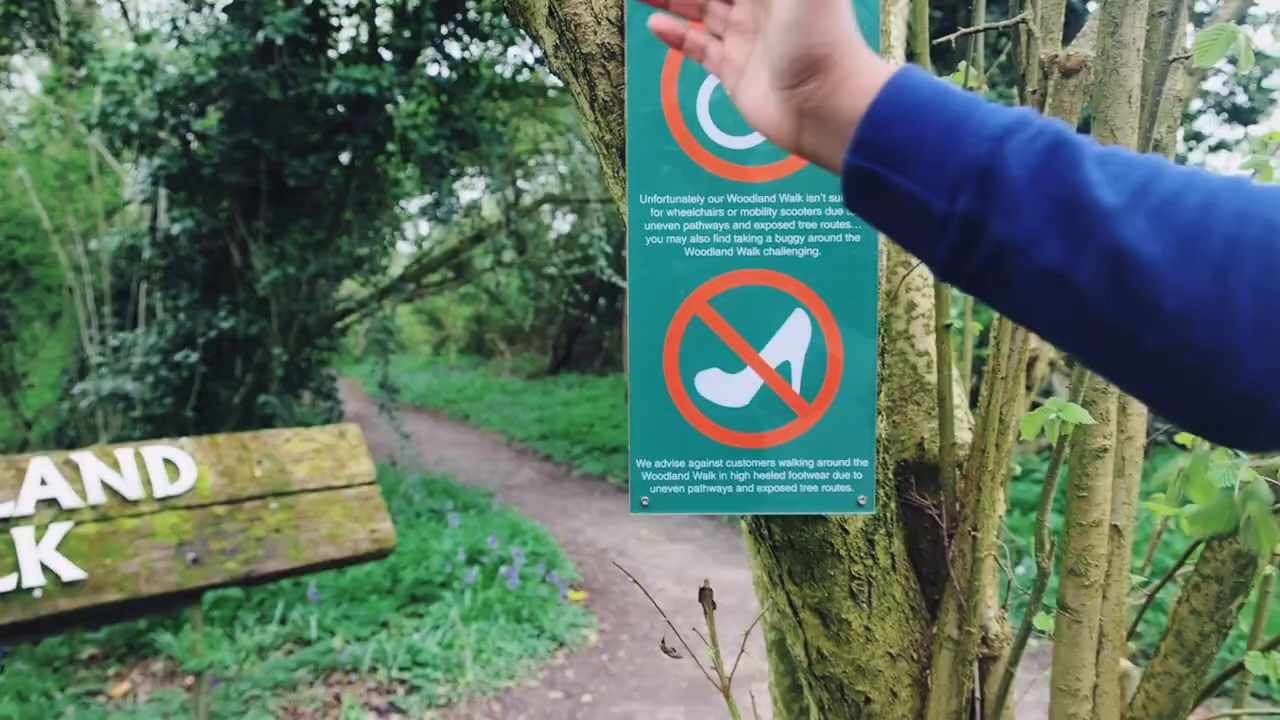 Unfortunately our Woodland Walk isn't
for wheelchairs or mobility scooters due
uneven pathways and exposed tree routes...
you may also find taking a buggy around the
Woodland Walk challenging.
We advise against customers walking around the
Woodland Walk in high heeled footwear due to
uneven pathways and exposed tree routes.
LAND
LK